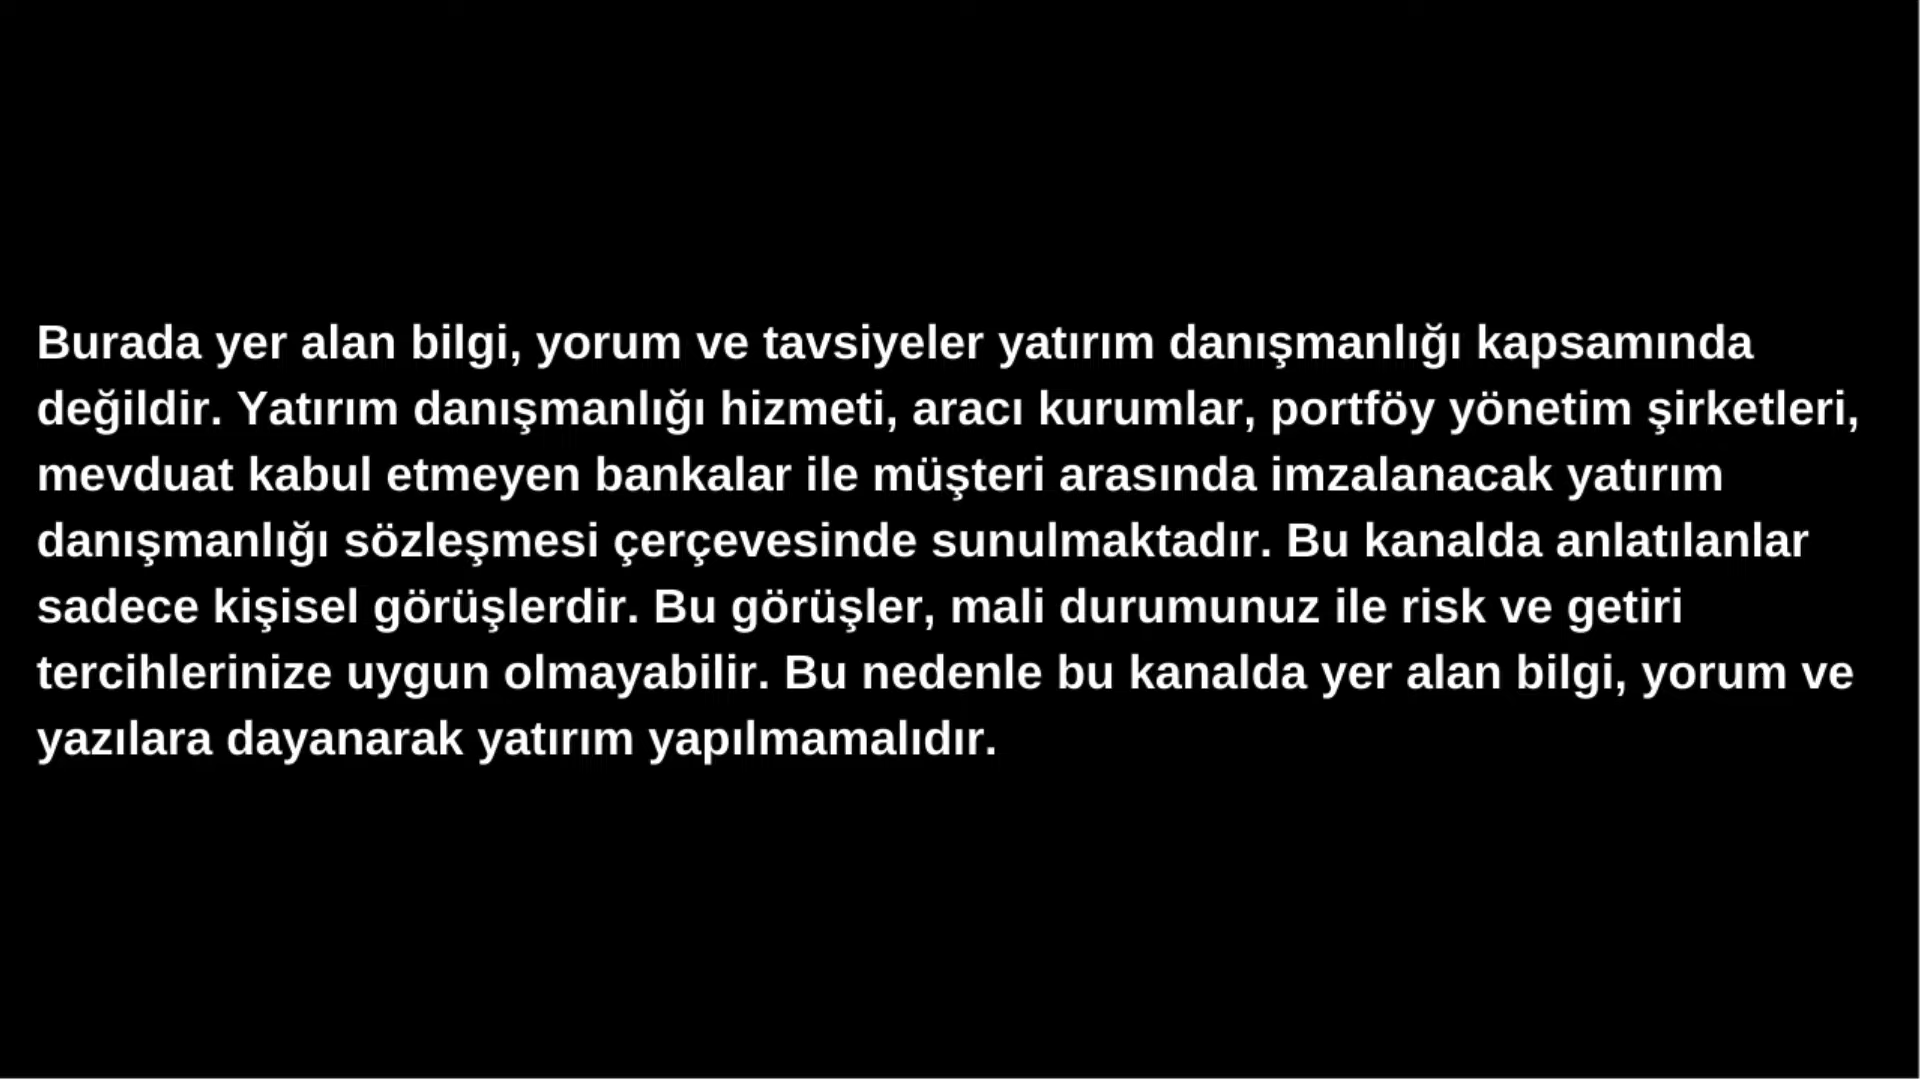 Burada yer alan bilgi, yorum ve tavsiyeler yatırım danışmanlığı kapsamında
değildir. Yatırım danışmanlığı hizmeti, aracı kurumlar, portföy yönetim şirketleri,
mevduat kabul etmeyen bankalar ile müşteri arasında imzalanacak yatırım
danışmanlığı sözleşmesi çerçevesinde sunulmaktadır. Bu kanalda anlatılanlar
sadece kişisel görüşlerdir. Bu görüşler, mali durumunuz ile risk ve getiri
tercihlerinize uygun olmayabilir. Bu nedenle bu kanalda yer alan bilgi, yorum ve
yazılara dayanarak yatırım yapılmamalıdır.